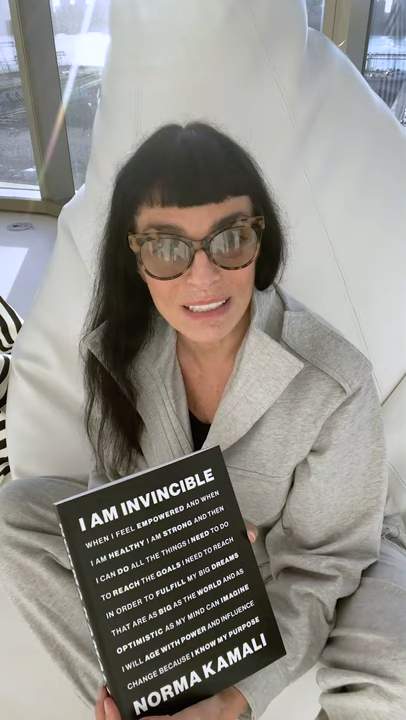 I AM INVINCIBLE
WHEN I FEEL EMPOWERED AND WHEN
I AM HEALTHY I AM STRONG AND THEN
I CAN DO ALL THE THINGS I NEED TO DO
TO REACH THE GOALS I NEED TO REACH
IN ORDER TO FULFILL MY BIG DREAMS
THAT ARE AS BIG AS THE WORLD AND AS
OPTIMISTIC AS MY MIND CAN IMAGINE
I WILL AGE WITH POWER AND INFLUENCE
CHANGE BECAUSE I KNOW MY PURPOSE
NORMA KAMALI